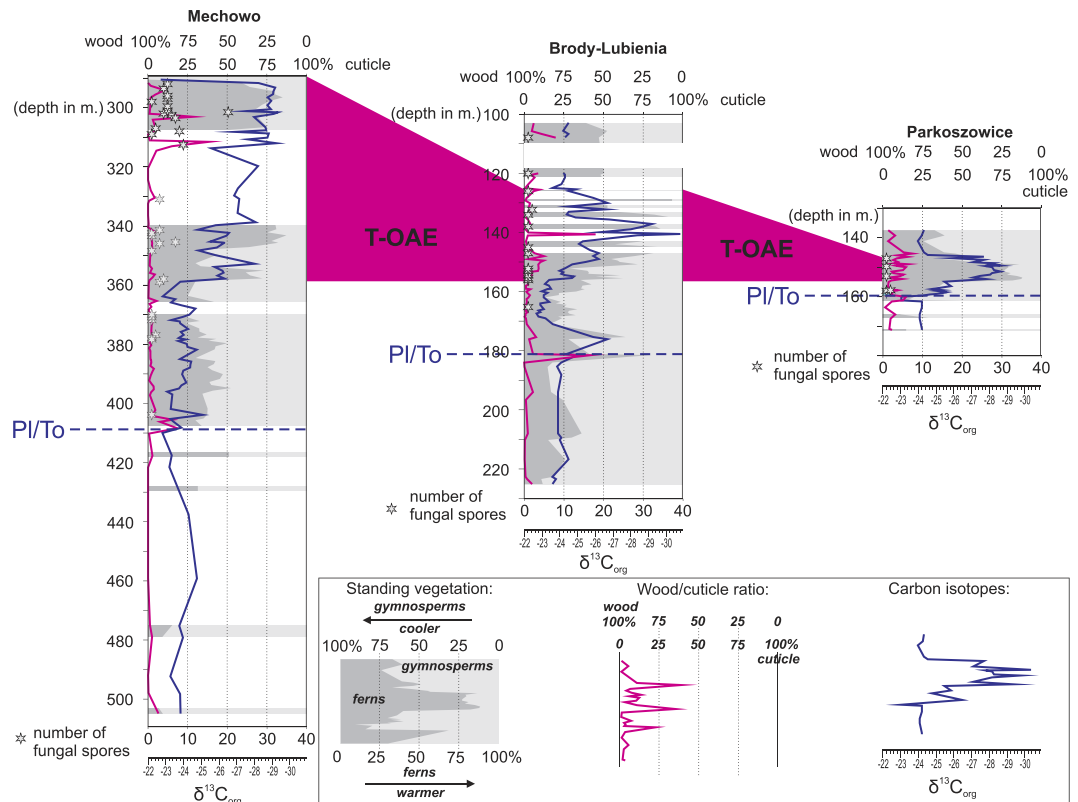 Mechowo
wood 100% 75 50 25 0
0 25 50 75 100% cuticle
(depth in m.)
300
320
340
360
380
400
420
440
460
480
500
Pl/To
number of
fungal spores
0 10 20 30 40
-22 -23 -24 -25 -26 -27 -28 -29 -30
δ13Corg
T-OAE
Brody-Lubienia
wood 100% 75 50 25 0
0 25 50 75 100% cuticle
(depth in m.)
100
120
140
160
180
200
220
Pl/To
number of
fungal spores
0 10 20 30 40
-22 -23 -24 -25 -26 -27 -28 -29 -30
δ13Corg
T-OAE
Parkoszowice
wood 100% 75 50 25 0
0 25 50 75 100%
cuticle
(depth in m.)
140
160
Pl/To
number of
fungal spores
0 10 20 30 40
-22 -23 -24 -25 -26 -27 -28 -29 -30
δ13Corg
Standing vegetation:
gymnosperms
cooler
100% 75 50 25 0
gymnosperms
ferns
0 25 50 75 100%
ferns
warmer
Wood/cuticle ratio:
wood
100% 75 50 25 0
0 25 50 75 100%
cuticle
Carbon isotopes:
-22 -23 -24 -25 -26 -27 -28 -29 -30
δ13Corg